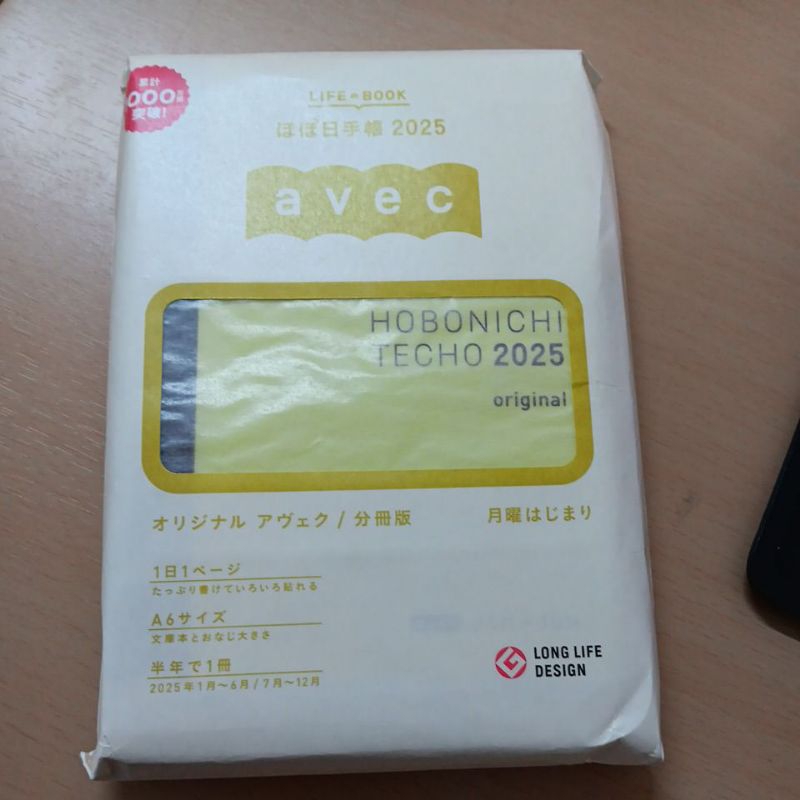 累計
000
突破!
LIFEのBOOK
ほぼ日手帳 2025
avec
HOBONICHI
TECHO 2025
original
オリジナル アヴェク / 分冊版
月曜はじまり
1日1ページ
たっぷり書けていろいろ貼れる
A6サイズ
文庫本とおなじ大きさ
半年で1冊
2025年1月〜6月 / 7月〜12月
LONG LIFE
DESIGN